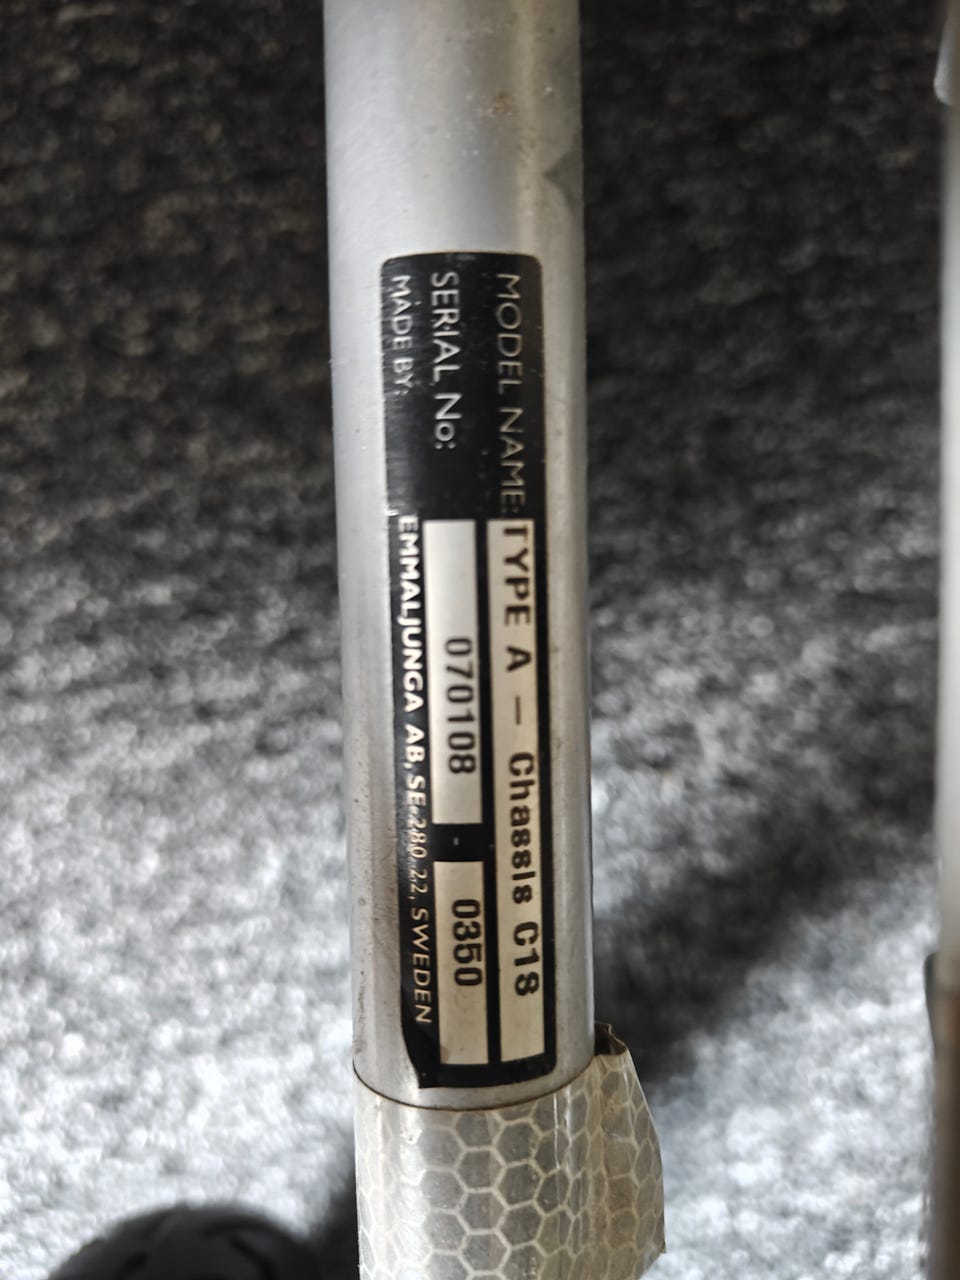 MODEL NAME: TYPE A - Chassis C18
SERIAL No: 070108 - 0350
MADE BY: EMMALJUNGA AB, SE-280 22, SWEDEN